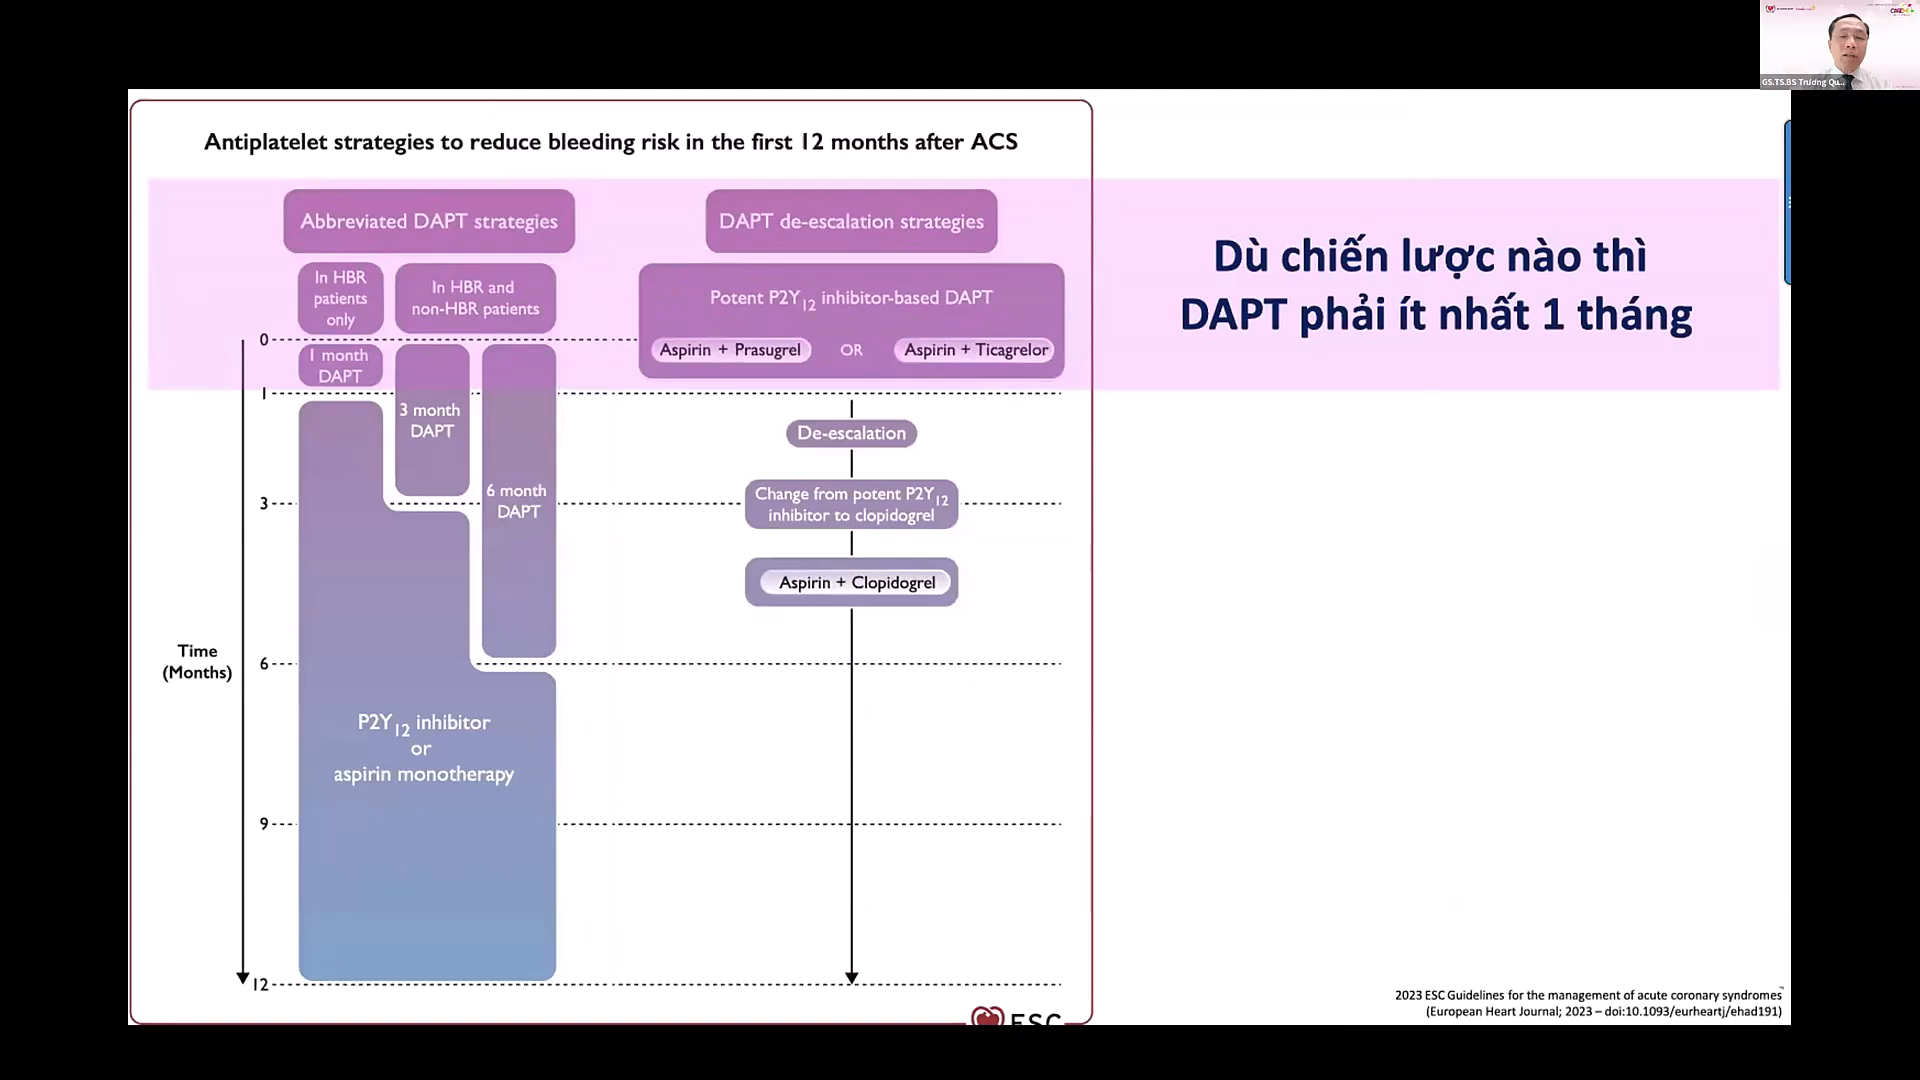 GS.TS.BS Trương Qu...
Antiplatelet strategies to reduce bleeding risk in the first 12 months after ACS
Abbreviated DAPT strategies
DAPT de-escalation strategies
In HBR
patients
only
In HBR and
non-HBR patients
Potent P2Y12 inhibitor-based DAPT
Aspirin + Prasugrel
OR
Aspirin + Ticagrelor
Dù chiến lược nào thì
DAPT phải ít nhất 1 tháng
0
1 month
DAPT
1
3 month
DAPT
De-escalation
3
6 month
DAPT
Change from potent P2Y12
inhibitor to clopidogrel
Aspirin + Clopidogrel
Time
(Months)
6
P2Y12 inhibitor
or
aspirin monotherapy
9
12
ESC
2023 ESC Guidelines for the management of acute coronary syndromes
(European Heart Journal; 2023 – doi:10.1093/eurheartj/ehad191)